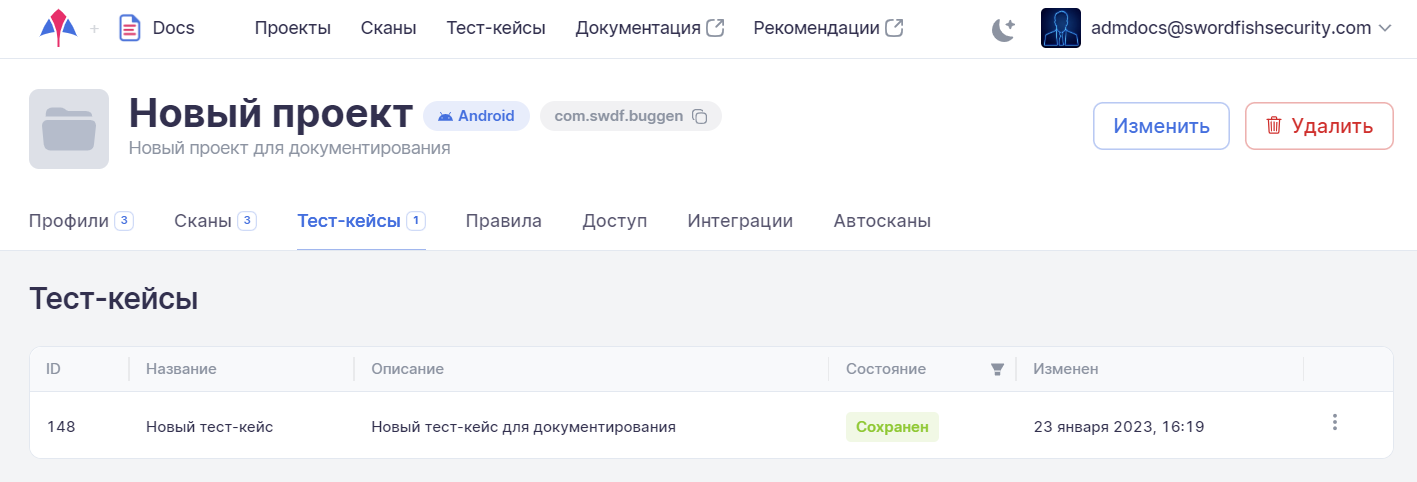 + Docs Проекты Сканы Тест-кейсы Документация Рекомендации admdocs@swordfishsecurity.com
Новый проект Android com.swdf.buggen Изменить Удалить
Новый проект для документирования
Профили 3 Сканы 3 Тест-кейсы 1 Правила Доступ Интеграции Автосканы
Тест-кейсы
ID Название Описание Состояние Изменен
148 Новый тест-кейс Новый тест-кейс для документирования Сохранен 23 января 2023, 16:19